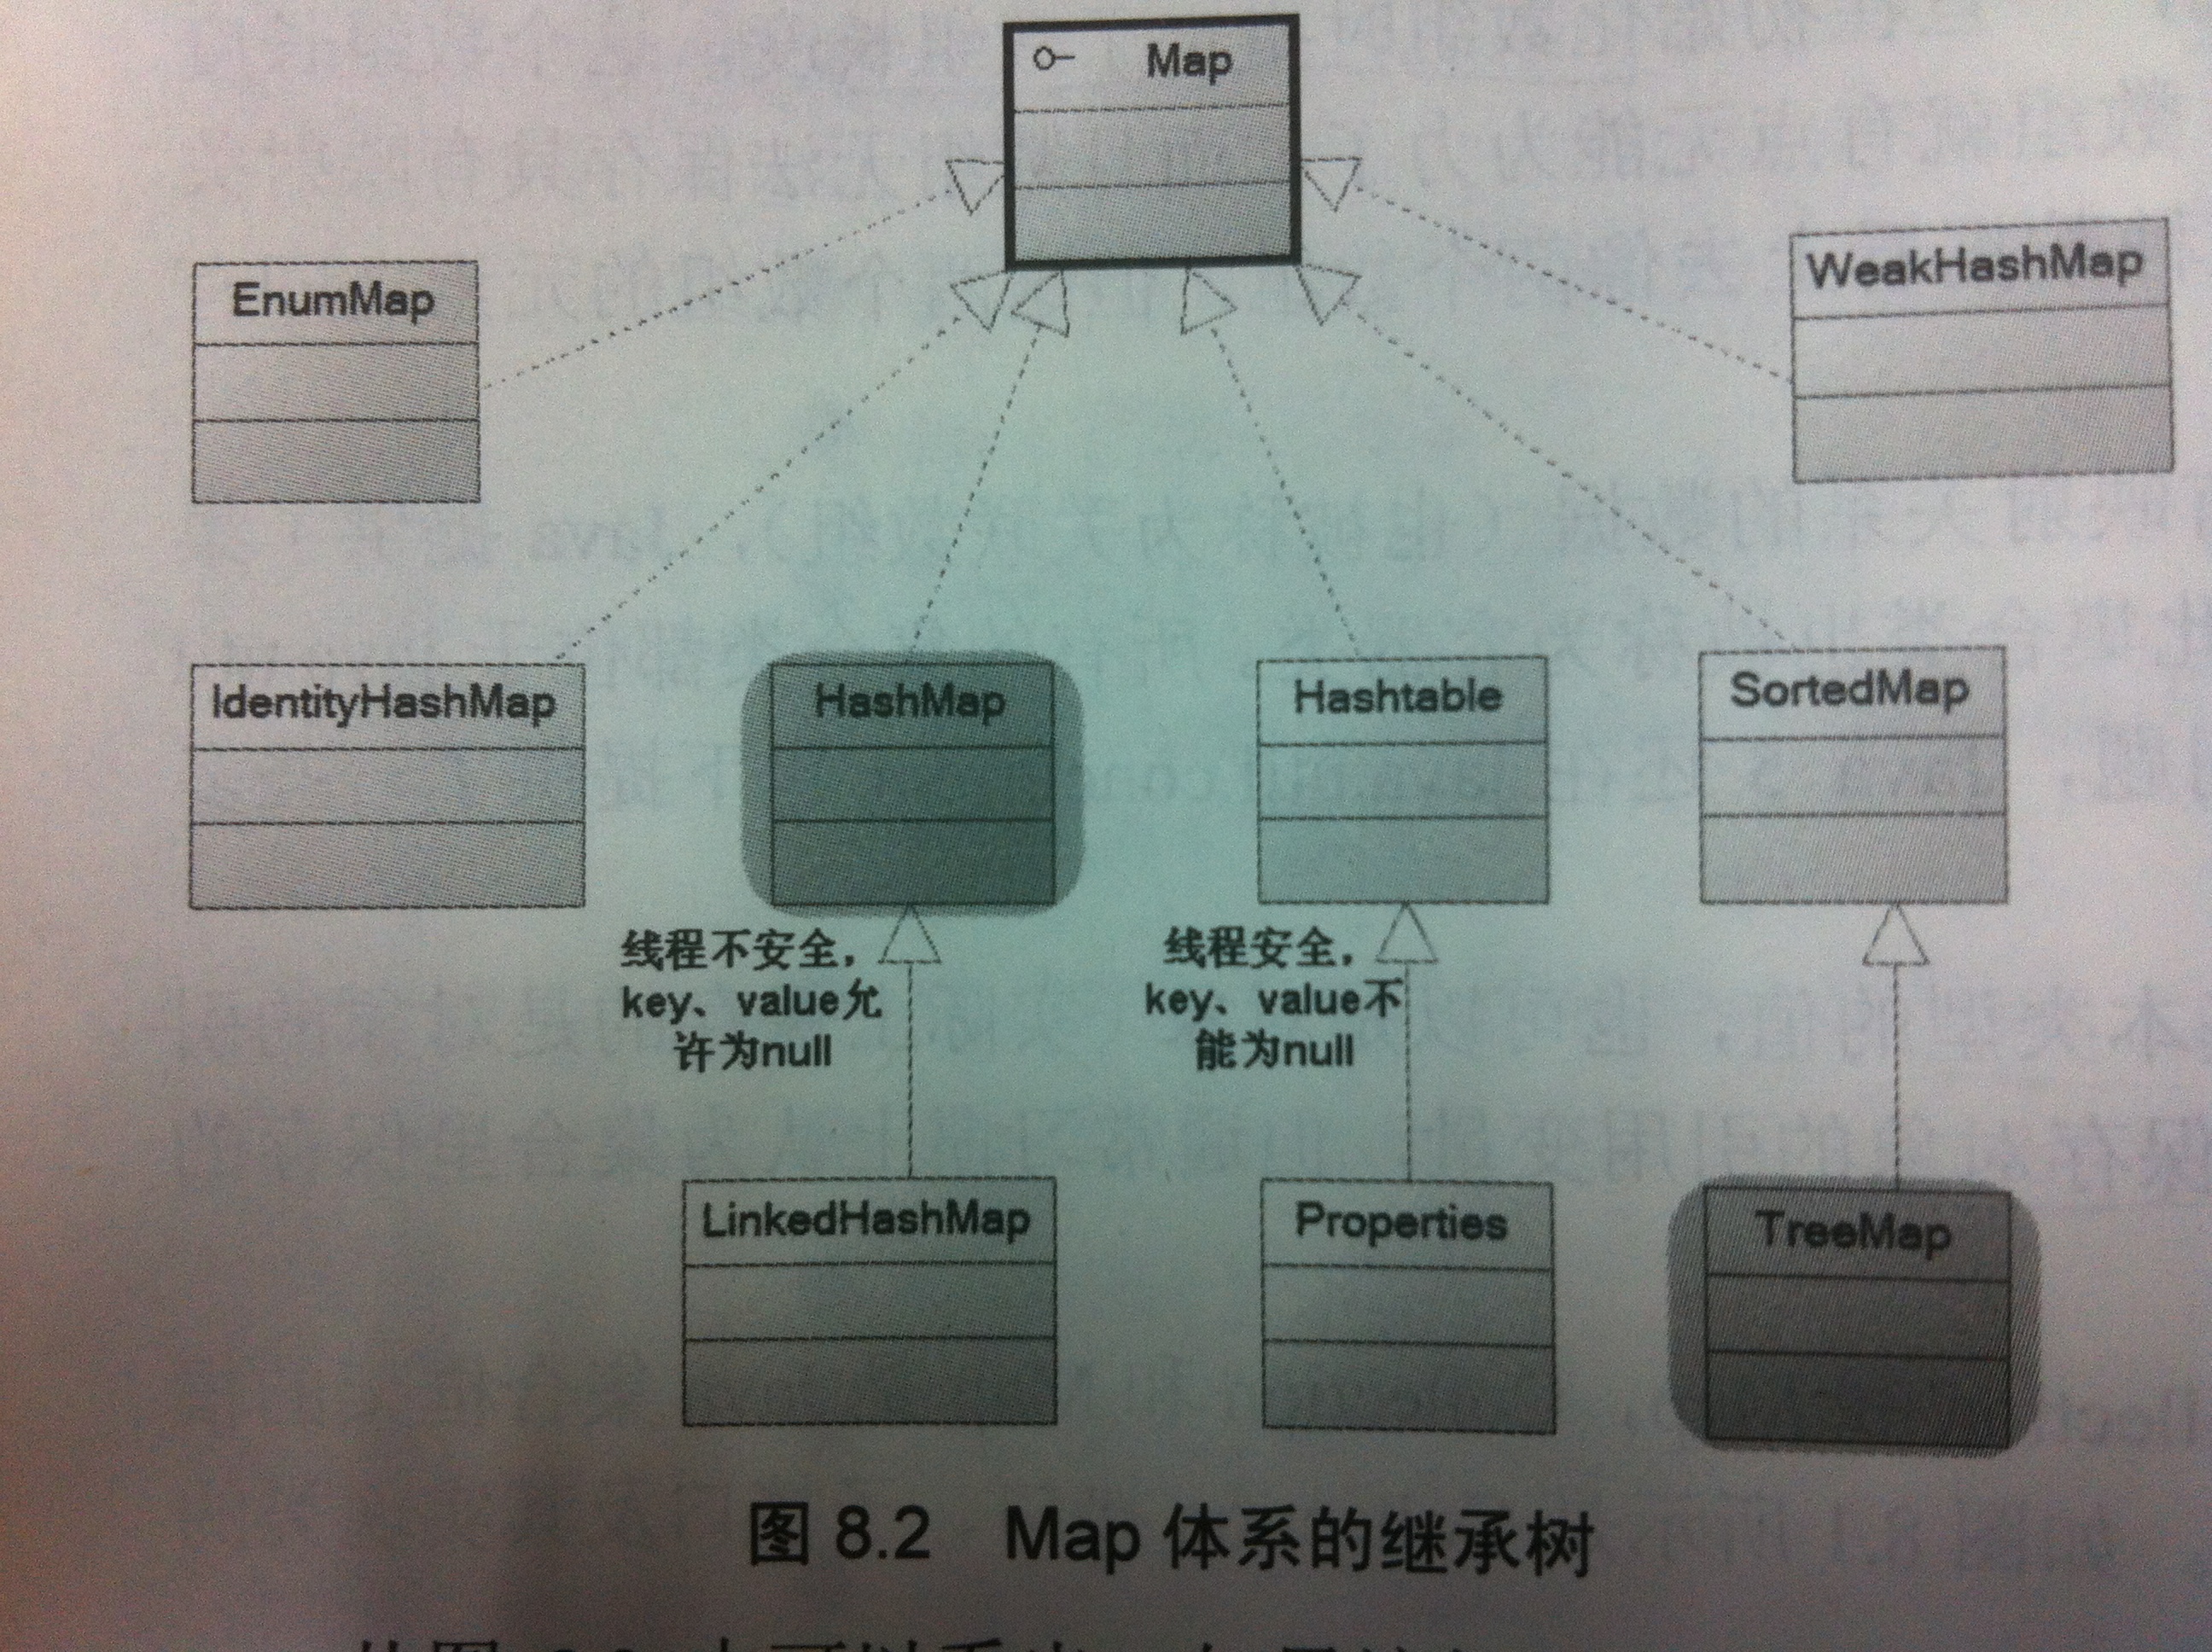 Map
EnumMap
WeakHashMap
IdentityHashMap
HashMap
Hashtable
SortedMap
线程不安全，
key、value允
许为null
线程安全，
key、value不
能为null
LinkedHashMap
Properties
TreeMap
图 8.2 Map 体系的继承树